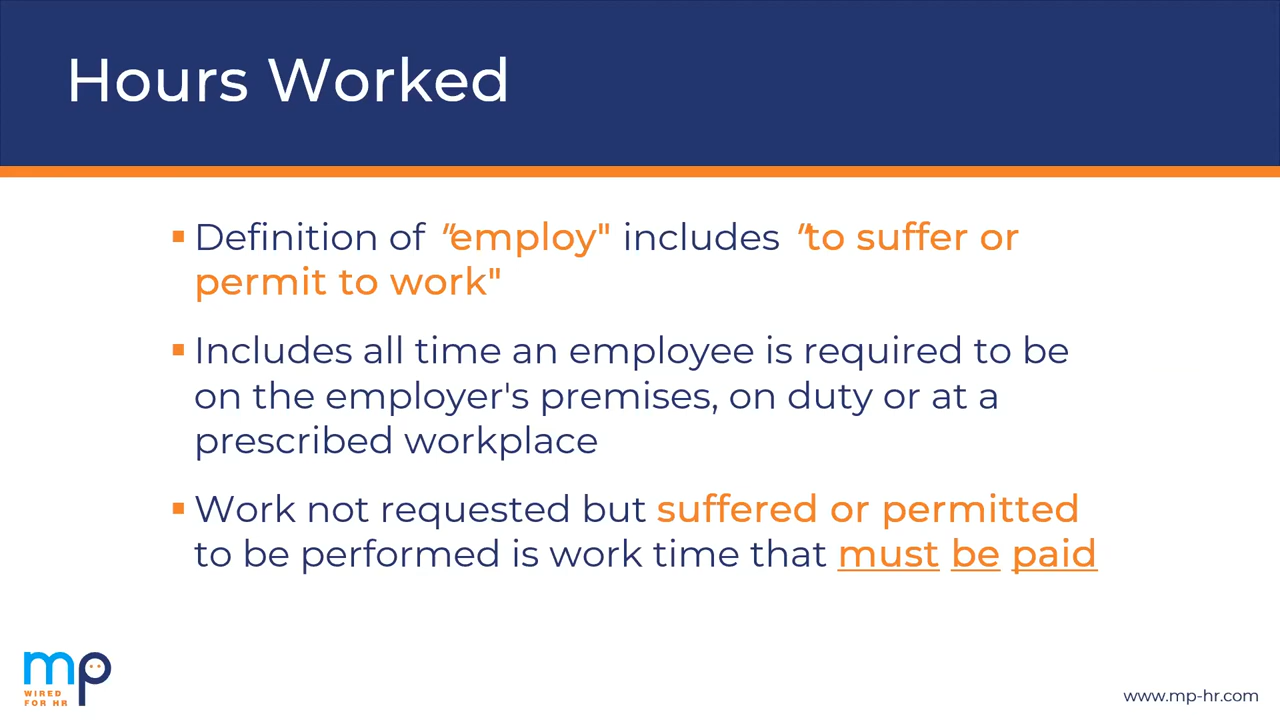 Hours Worked
▪ Definition of "employ" includes "to suffer or
permit to work"
▪ Includes all time an employee is required to be
on the employer's premises, on duty or at a
prescribed workplace
▪ Work not requested but suffered or permitted
to be performed is work time that must be paid
mp
WIRED
FOR HR
www.mp-hr.com